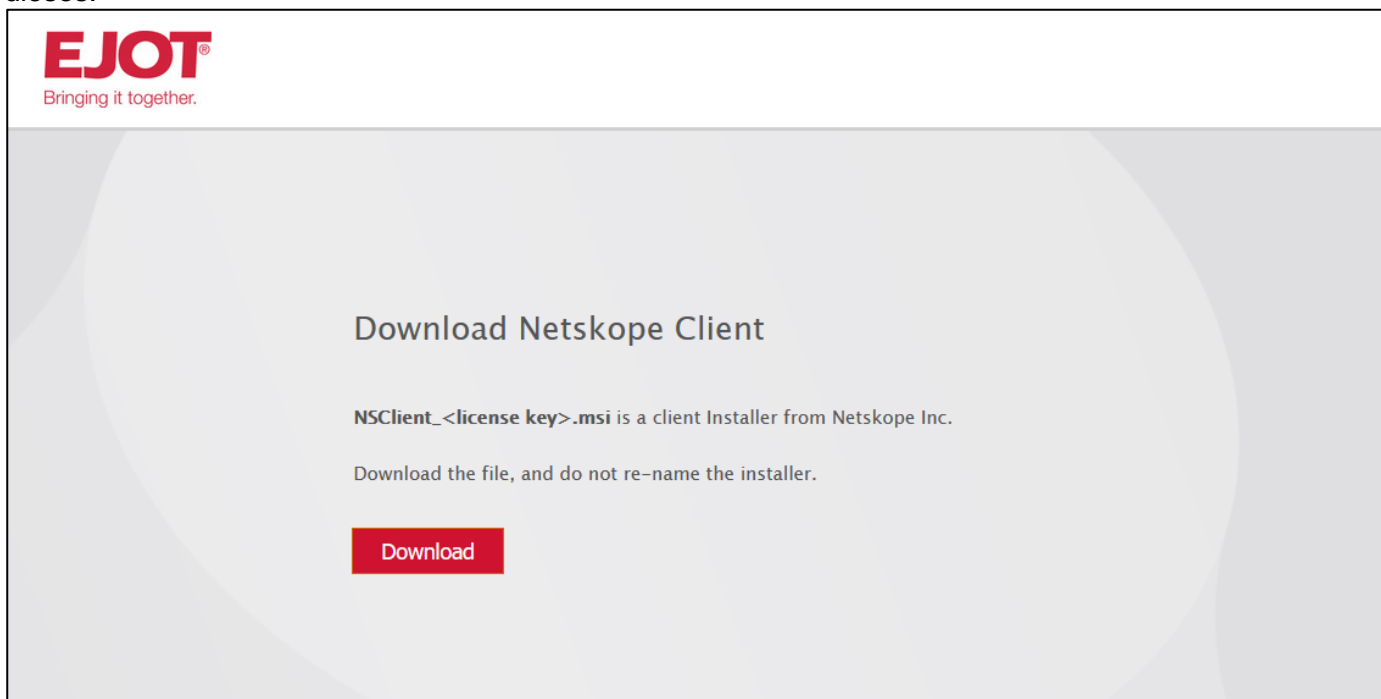 EJOT®
Bringing it together.
Download Netskope Client
NSClient_<license key>.msi is a client Installer from Netskope Inc.
Download the file, and do not re-name the installer.
Download